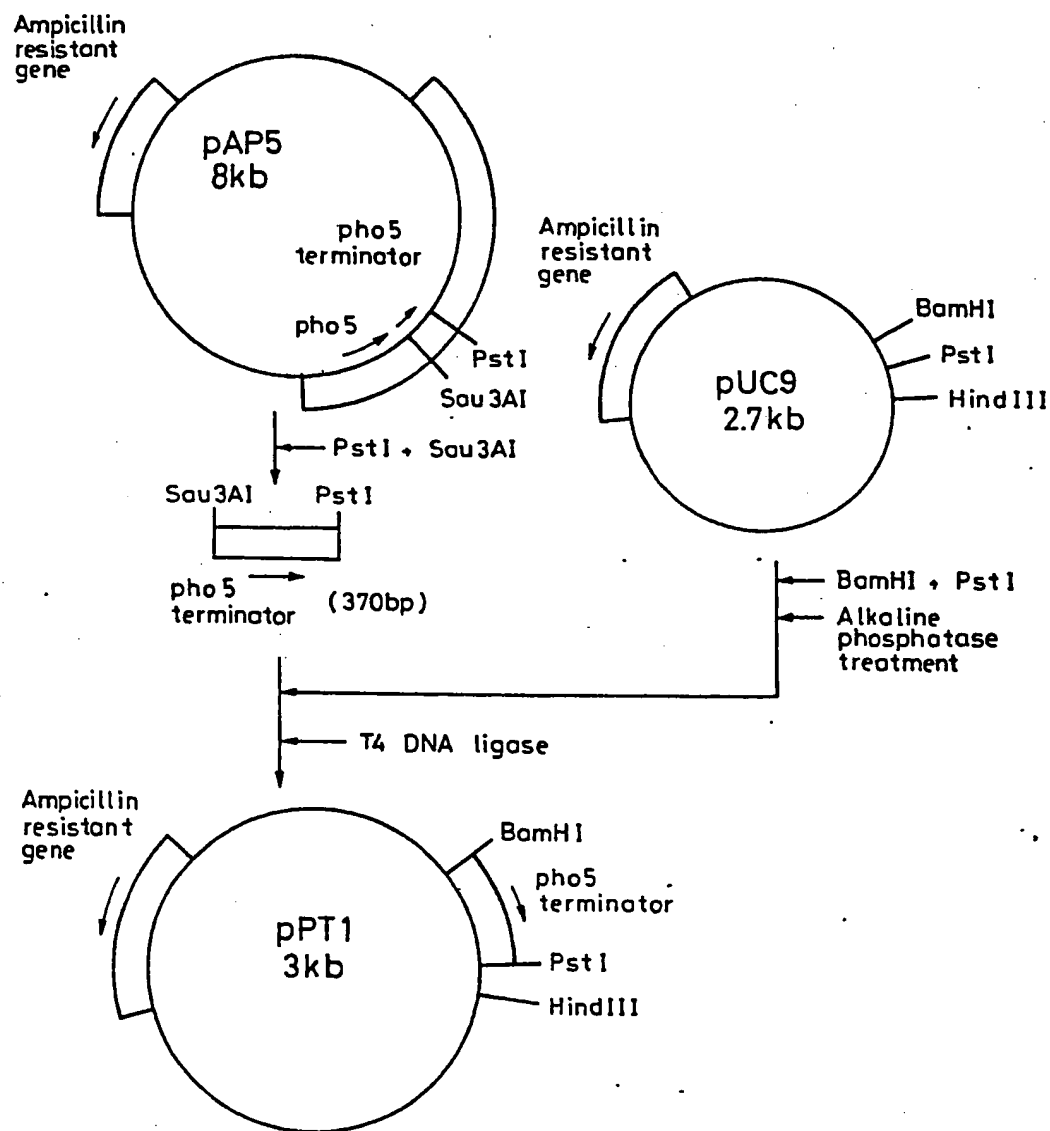 Ampicillin
resistant
gene
pAP5
8kb
pho5
terminator
pho5
PstI
Sau3AI
PstI + Sau3AI
Sau3AI PstI
pho5
terminator
(370bp)
Ampicillin
resistant
gene
BamHI
PstI
HindIII
pUC9
2.7kb
BamHI + PstI
Alkaline
phosphatase
treatment
T4 DNA ligase
Ampicillin
resistant
gene
BamHI
pho5
terminator
pPT1
3kb
PstI
HindIII